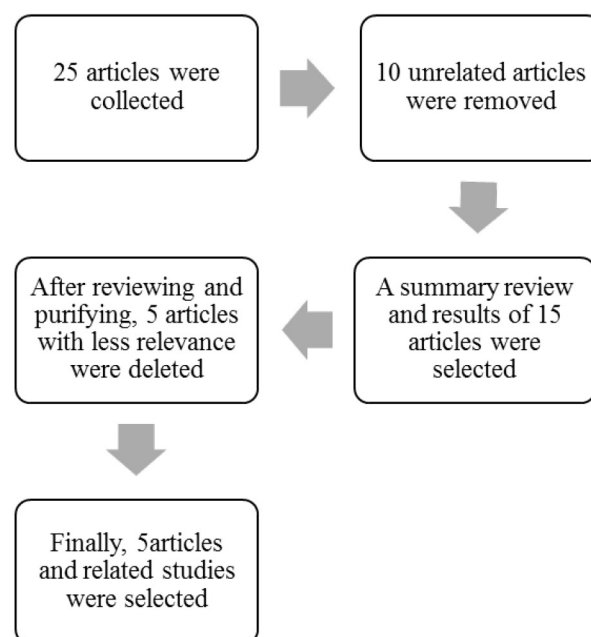 25 articles were
collected
10 unrelated articles
were removed
A summary review
and results of 15
articles were
selected
After reviewing and
purifying, 5 articles
with less relevance
were deleted
Finally, 5articles
and related studies
were selected